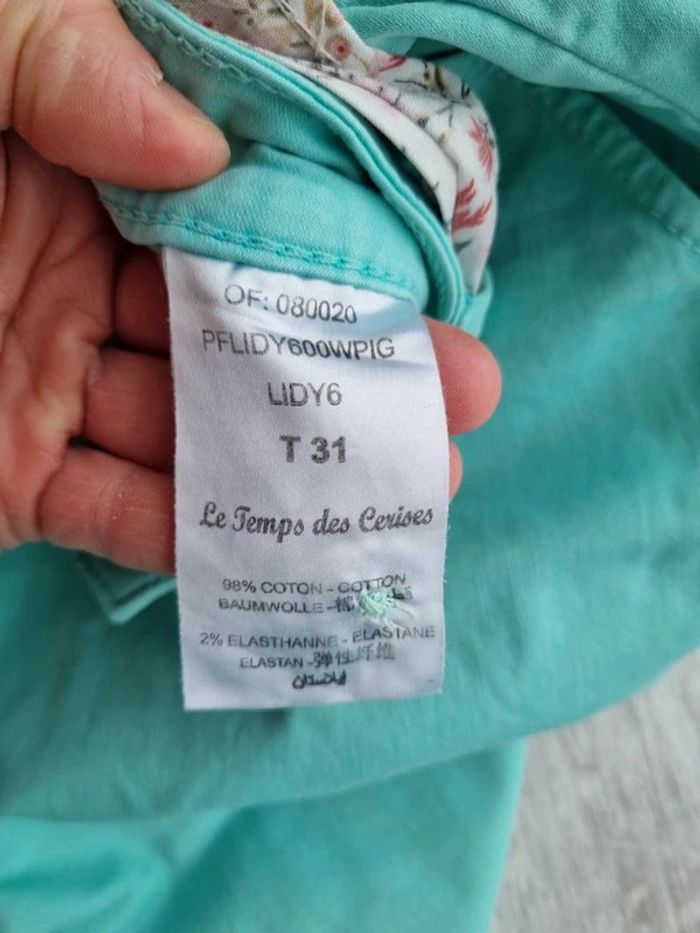 OF: 080020
PFLIDY600WPIG
LIDY6
T 31
Le Temps des Cerises
98% COTON - COTTON
BAUMWOLLE - 棉
2% ELASTHANNE - ELASTANE
ELASTAN - 弹性纤维
ایلاستان